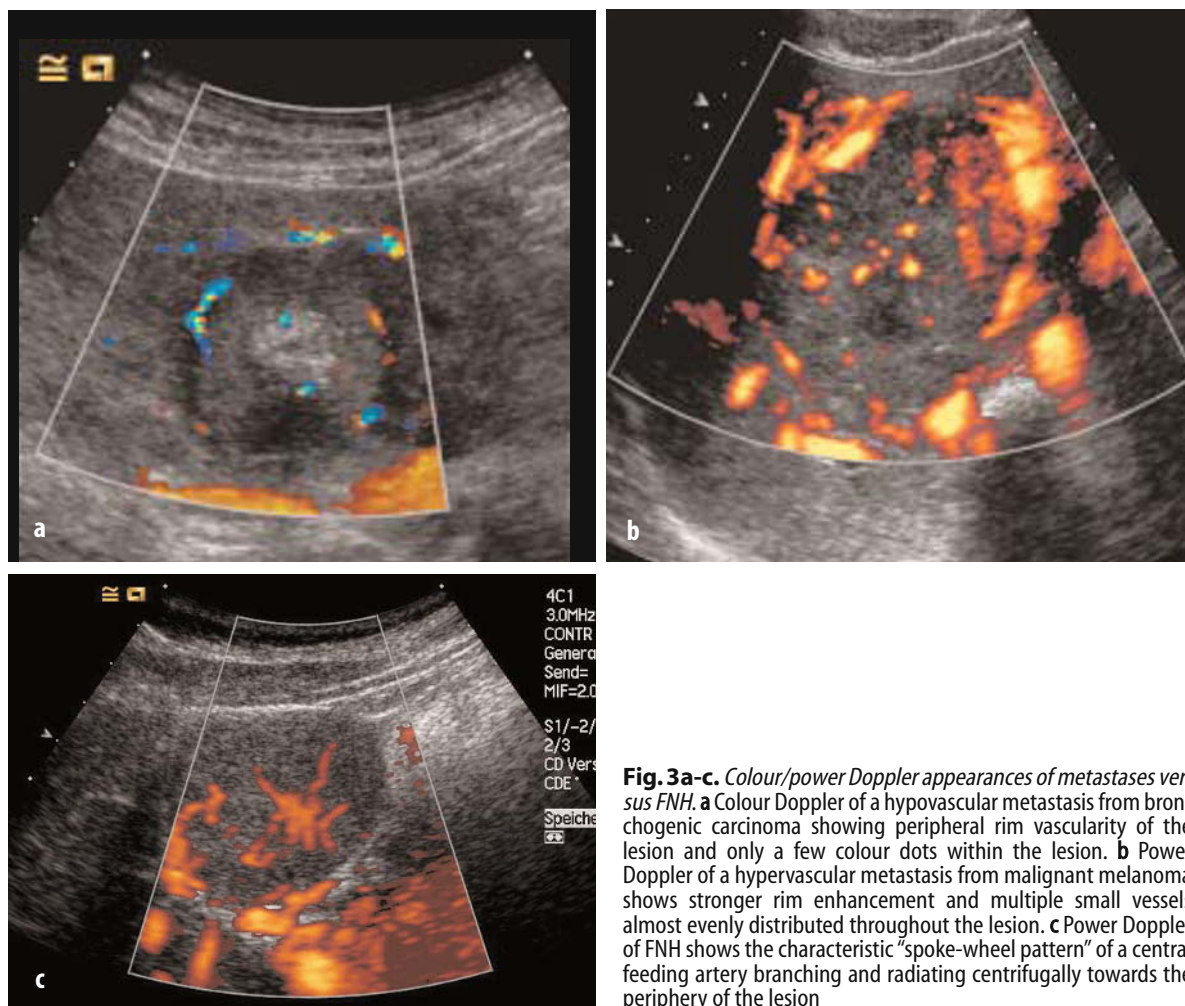 a
b
4C1
3.0MHz
CONTR
Genera
Send=
MIF=2.0
S1/-2/
2/3
CD Vers
CDE
Speiche
c
Fig. 3a-c. Colour/power Doppler appearances of metastases ver-
sus FNH. a Colour Doppler of a hypovascular metastasis from bron
chogenic carcinoma showing peripheral rim vascularity of the
lesion and only a few colour dots within the lesion. b Powe
Doppler of a hypervascular metastasis from malignant melanoma
shows stronger rim enhancement and multiple small vessel
almost evenly distributed throughout the lesion. c Power Dopple
of FNH shows the characteristic “spoke-wheel pattern” of a centra
feeding artery branching and radiating centrifugally towards the
periphery of the lesion